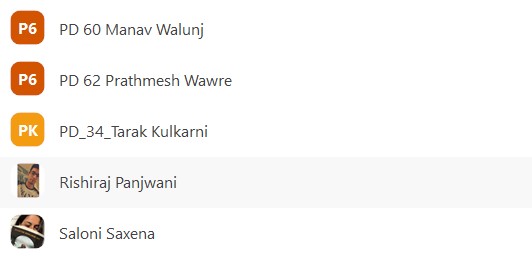 P6 PD 60 Manav Walunj
P6 PD 62 Prathmesh Wawre
PK PD_34_Tarak Kulkarni
Rishiraj Panjwani
Saloni Saxena